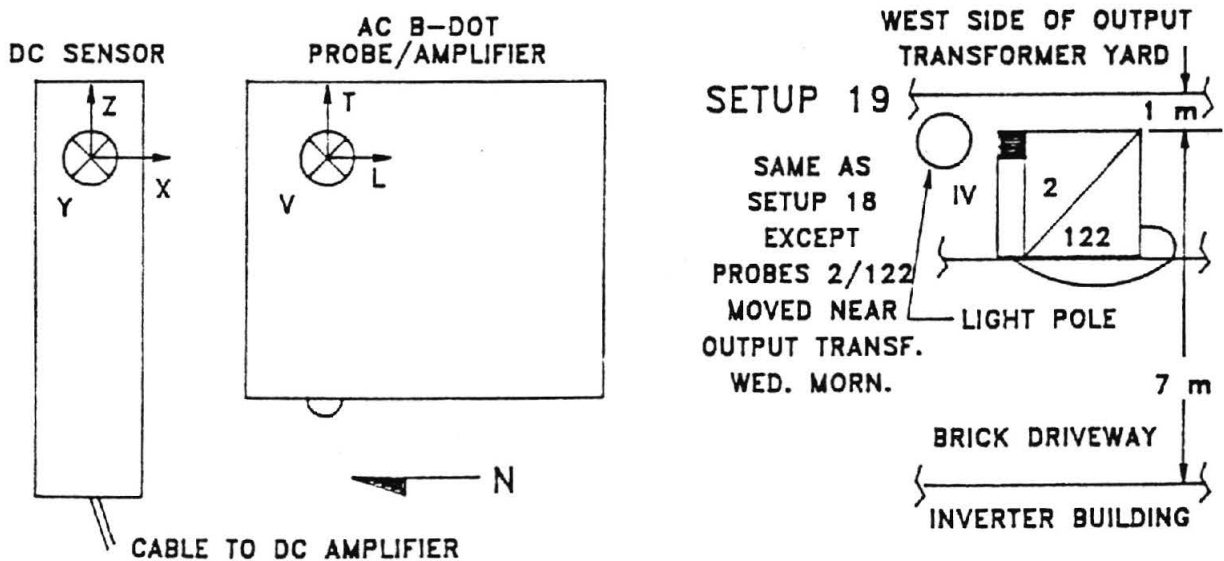 DC SENSOR
Z
X
Y
AC B-DOT
PROBE/AMPLIFIER
T
L
V
N
CABLE TO DC AMPLIFIER
WEST SIDE OF OUTPUT
TRANSFORMER YARD
SETUP 19
1 m
SAME AS
SETUP 18
EXCEPT
PROBES 2/122
MOVED NEAR
OUTPUT TRANSF.
WED. MORN.
IV
2
122
LIGHT POLE
7 m
BRICK DRIVEWAY
INVERTER BUILDING